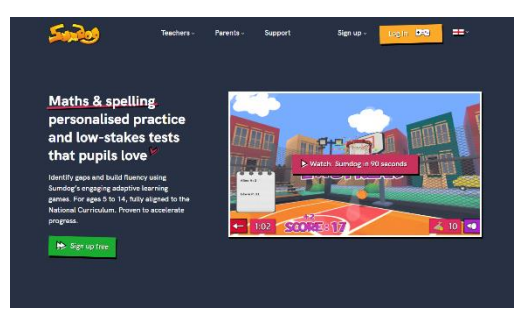 Sumdog
Teachers
Parents
Support
Sign up
Log in
Maths & spelling
personalised practice
and low-stakes tests
that pupils love
Identify gaps and build fluency using
Sumdog's engaging adaptive learning
games. For ages 5 to 14, fully aligned to the
National Curriculum. Proven to accelerate
progress.
Sign up free
Watch: Sumdog in 90 seconds
1:02
SCORE: 17
10